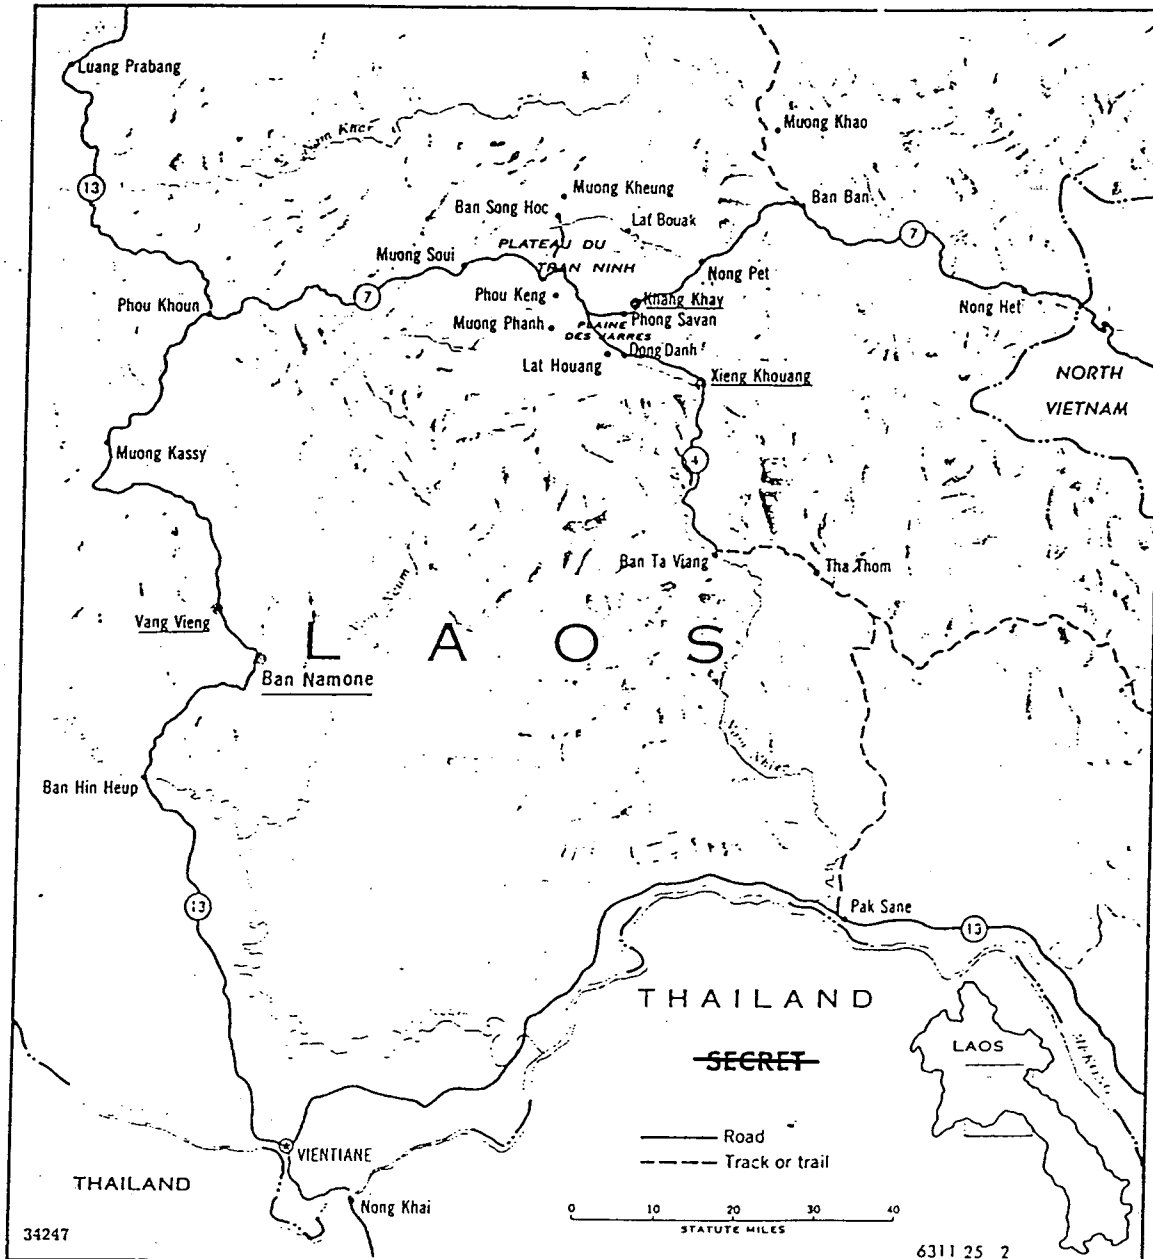 Luang Prabang
Nam Khan
Muong Khao
13
Muong Kheung
Ban Song Hoc
Lat Bouak
Ban Ban
7
PLATEAU DU
TRAN NINH
Muong Soui
Nong Pet
7
Phou Keng
Khang Khay
Nong Het
Phou Khoun
Phong Savan
Muong Phanh
PLAINE
DES JARRES
Dong Danh
Lat Houang
Xieng Khouang
NORTH
VIETNAM
Muong Kassy
4
Ban Ta Viang
Tha Thom
Vang Vieng
LAOS
Ban Namone
Ban Hin Heup
13
Pak Sane
13
THAILAND
SECRET
LAOS
Road
Track or trail
VIENTIANE
THAILAND
Nong Khai
0 10 20 30 40
STATUTE MILES
34247
6311 25 2